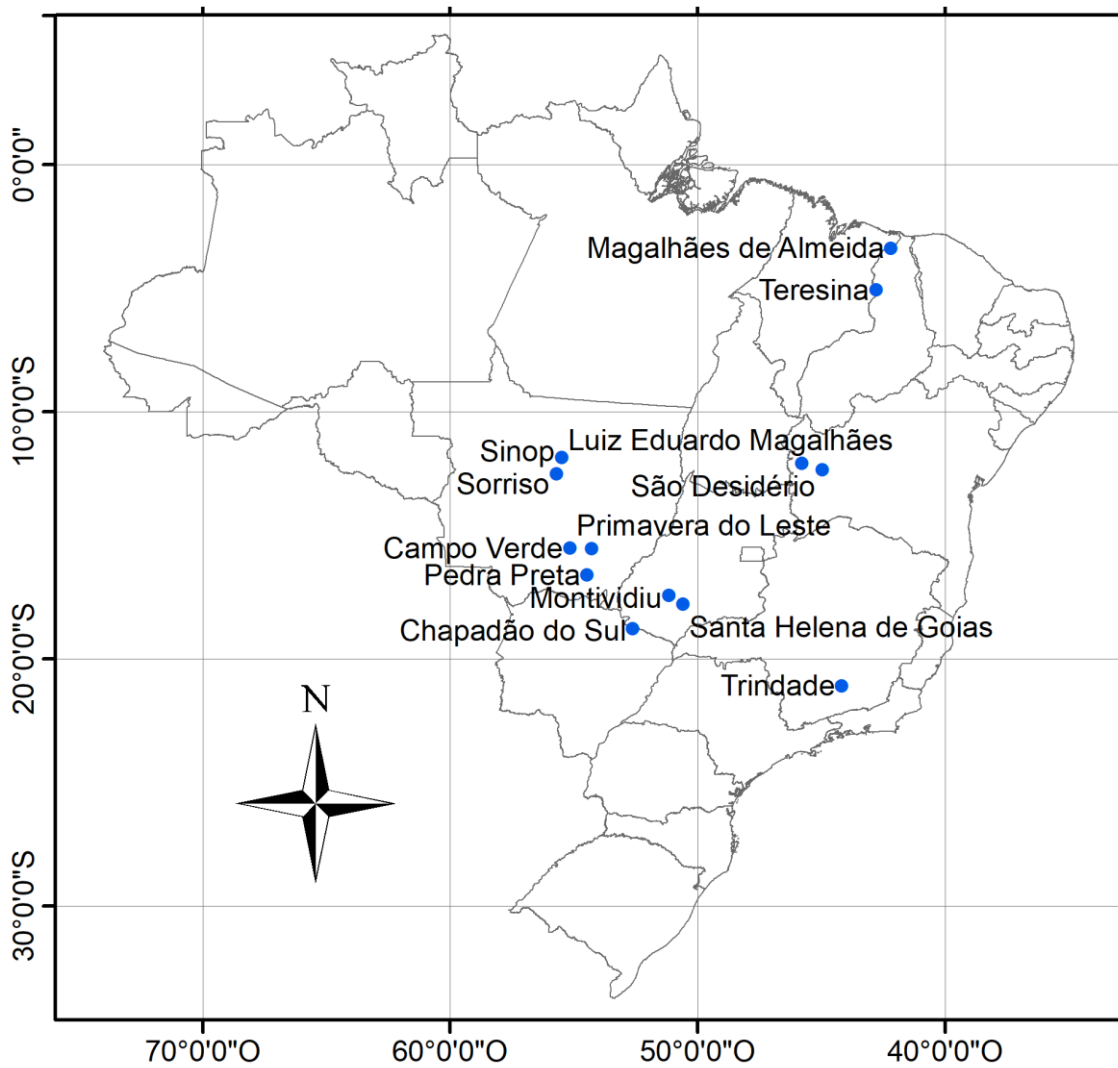 0°0'0"
Magalhães de Almeida
Teresina
10°0'0"S
Luiz Eduardo Magalhães
Sinop
Sorriso
São Desidério
Primavera do Leste
Campo Verde
Pedra Preta
Montividiu
Santa Helena de Goias
Chapadão do Sul
20°0'0"S
Trindade
N
30°0'0"S
70°0'0"O
60°0'0"O
50°0'0"O
40°0'0"O